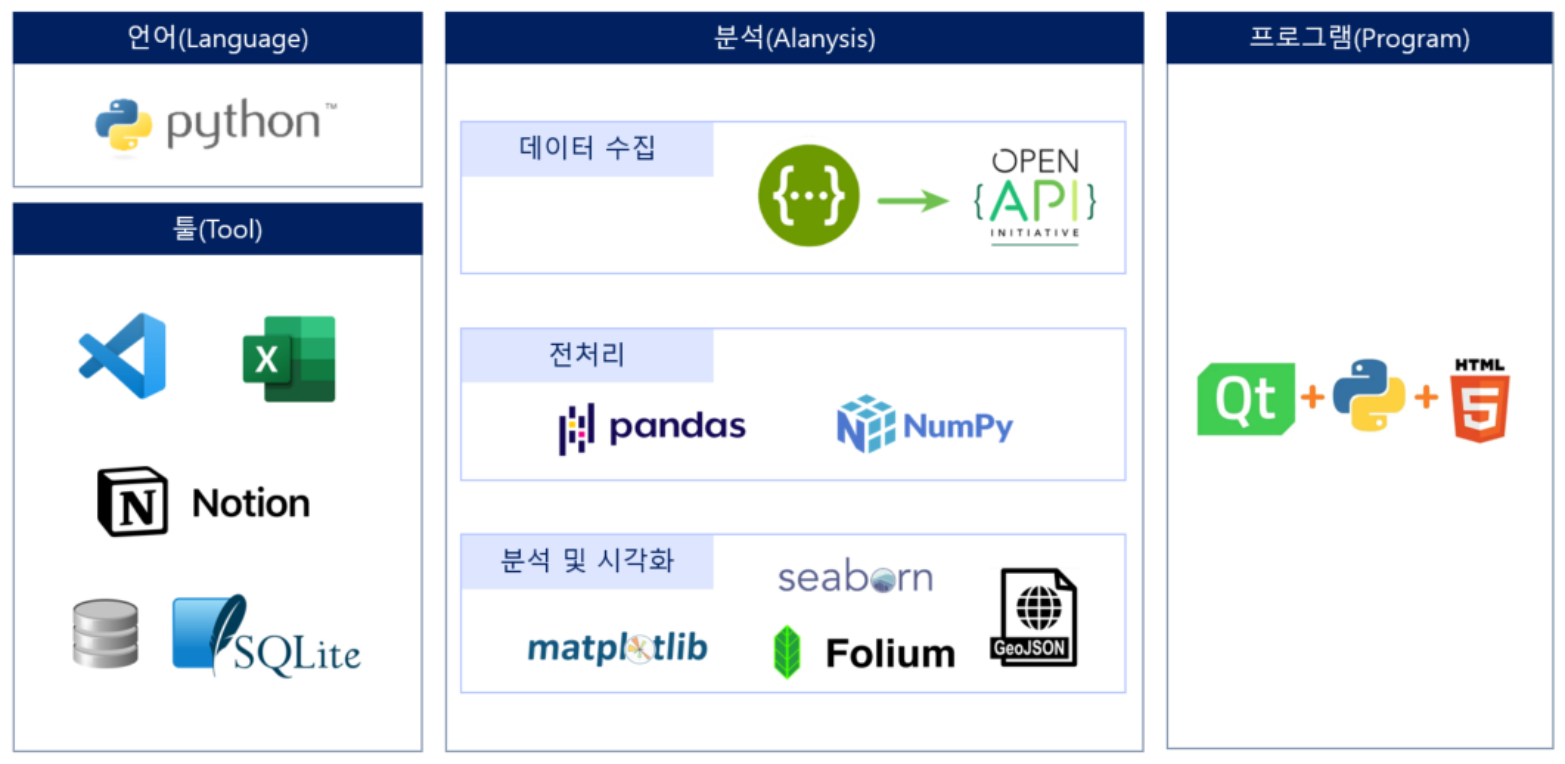 언어(Language)
python™
툴(Tool)
X
N Notion
SQLite
분석(Alanysis)
데이터 수집
{···}
OPEN
{API}
INITIATIVE
전처리
pandas
N NumPy
분석 및 시각화
seaborn
matplotlib
Folium
GeoJSON
프로그램(Program)
Qt + +
HTML
5